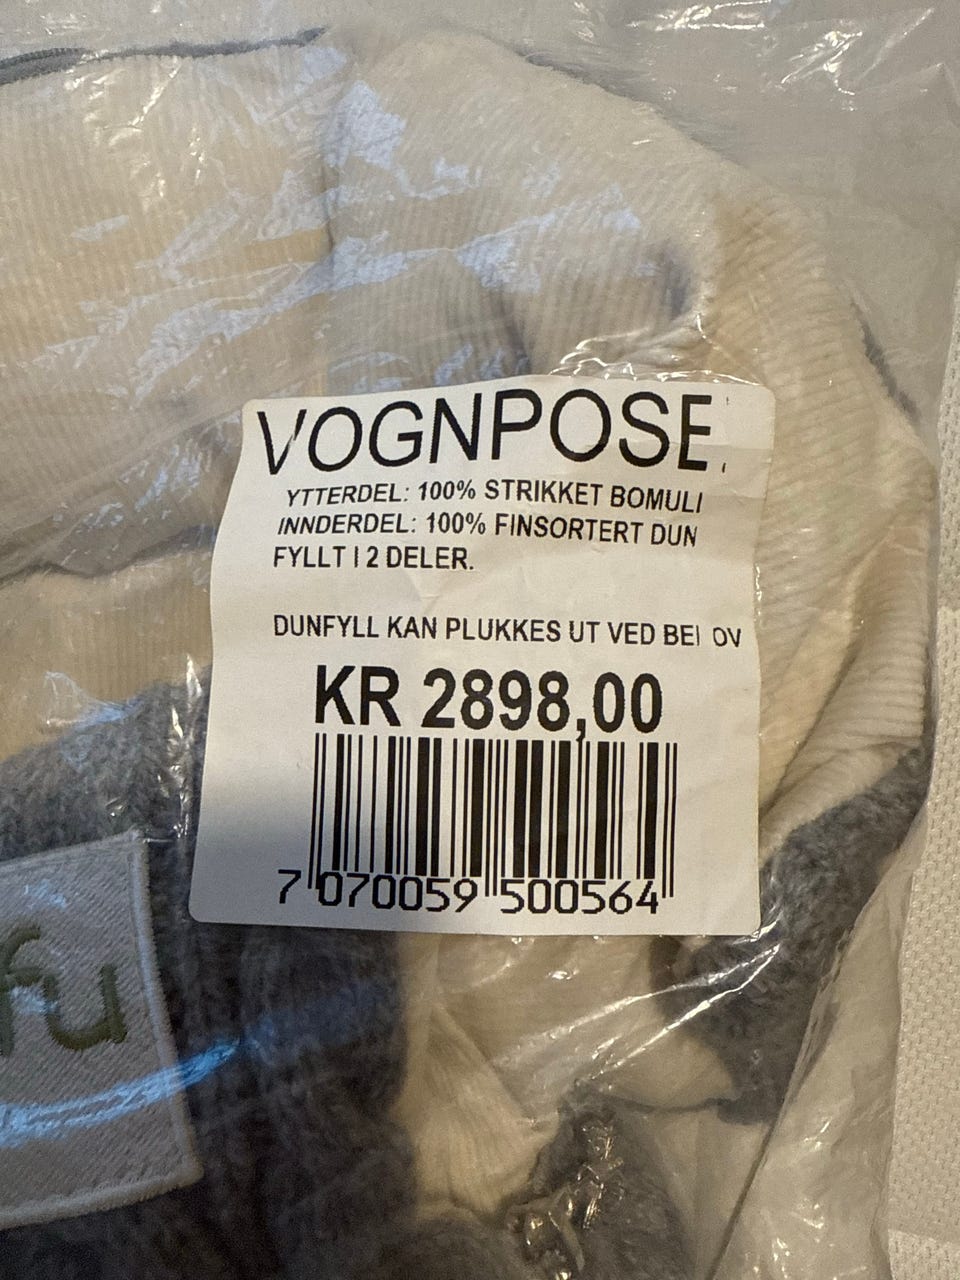 VOGNPOSE
YTTERDEL: 100% STRIKKET BOMULL
INNDERDEL: 100% FINSORTERT DUN
FYLLT I 2 DELER.
DUNFYLL KAN PLUKKES UT VED BEHOV
KR 2898,00
7 070059 500564
fu